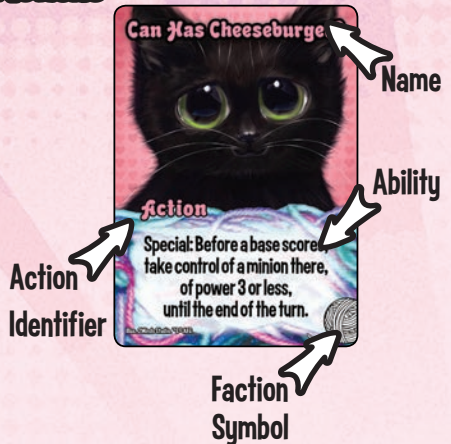 Can Has Cheeseburger?
Name
Ability
Action
Special: Before a base scores,
take control of a minion there,
of power 3 or less,
until the end of the turn.
Action
Identifier
Faction
Symbol